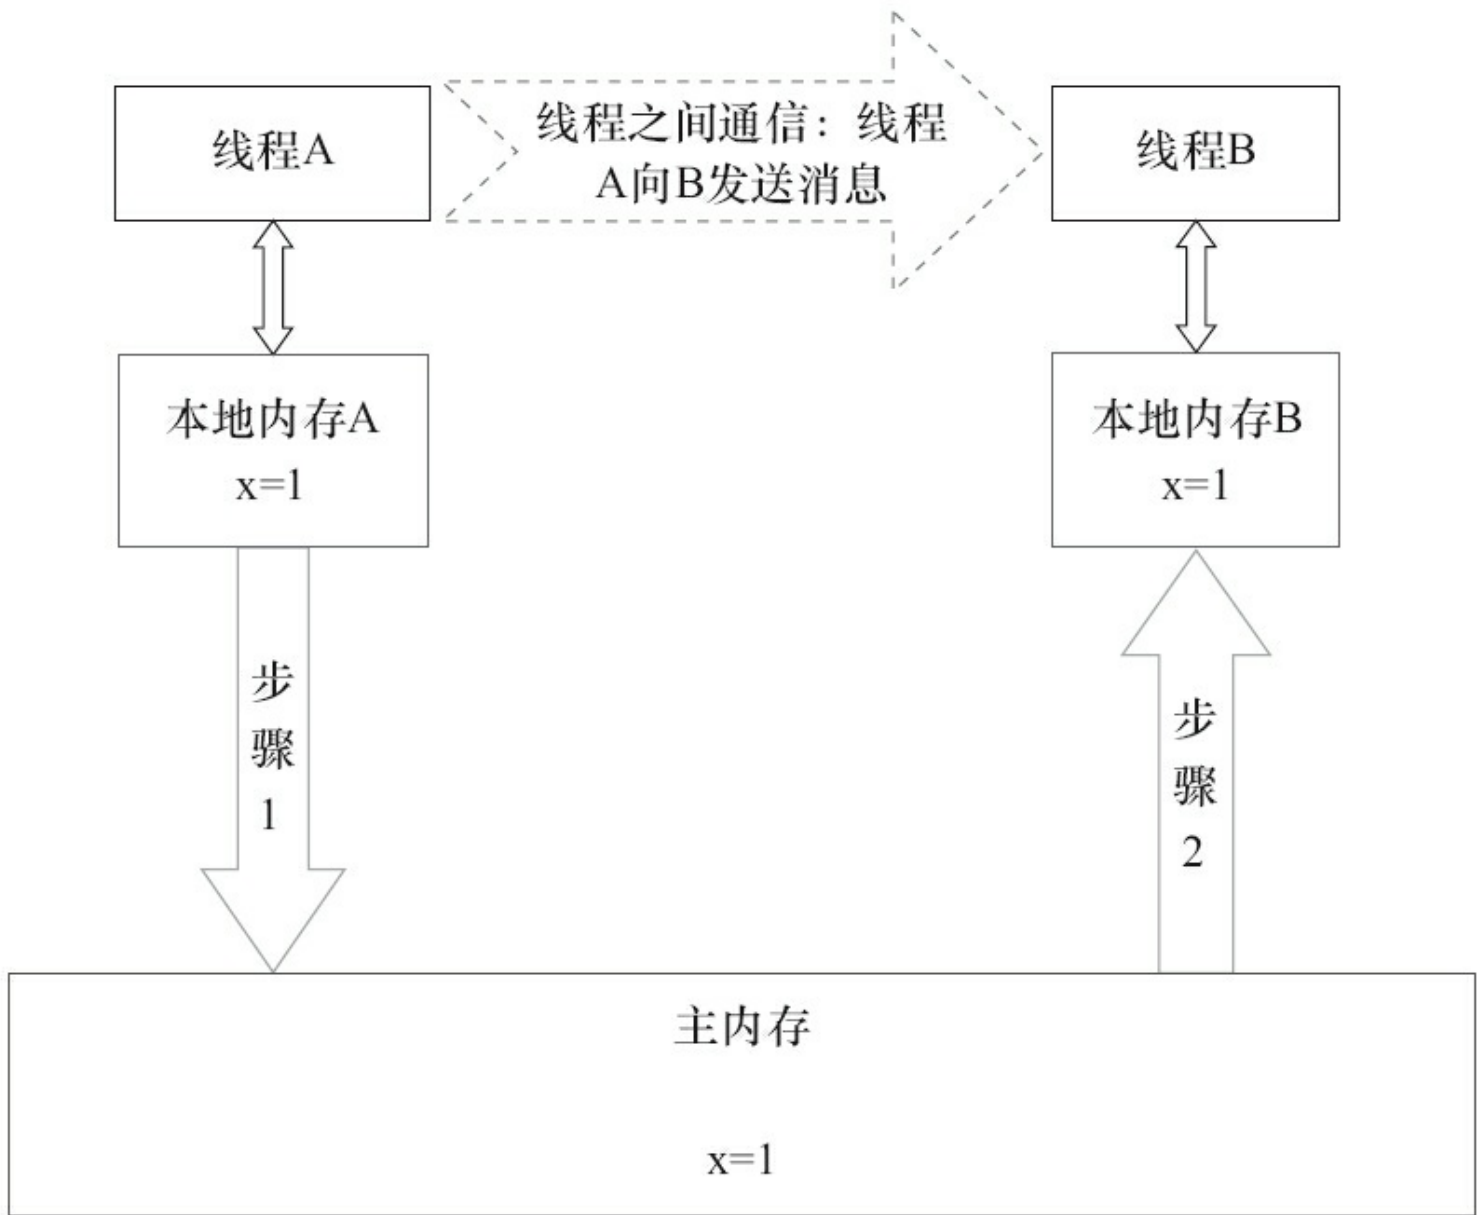 线程A
线程之间通信：线程
A向B发送消息
线程B
本地内存A
x=1
本地内存B
x=1
步
骤
1
步
骤
2
主内存
x=1